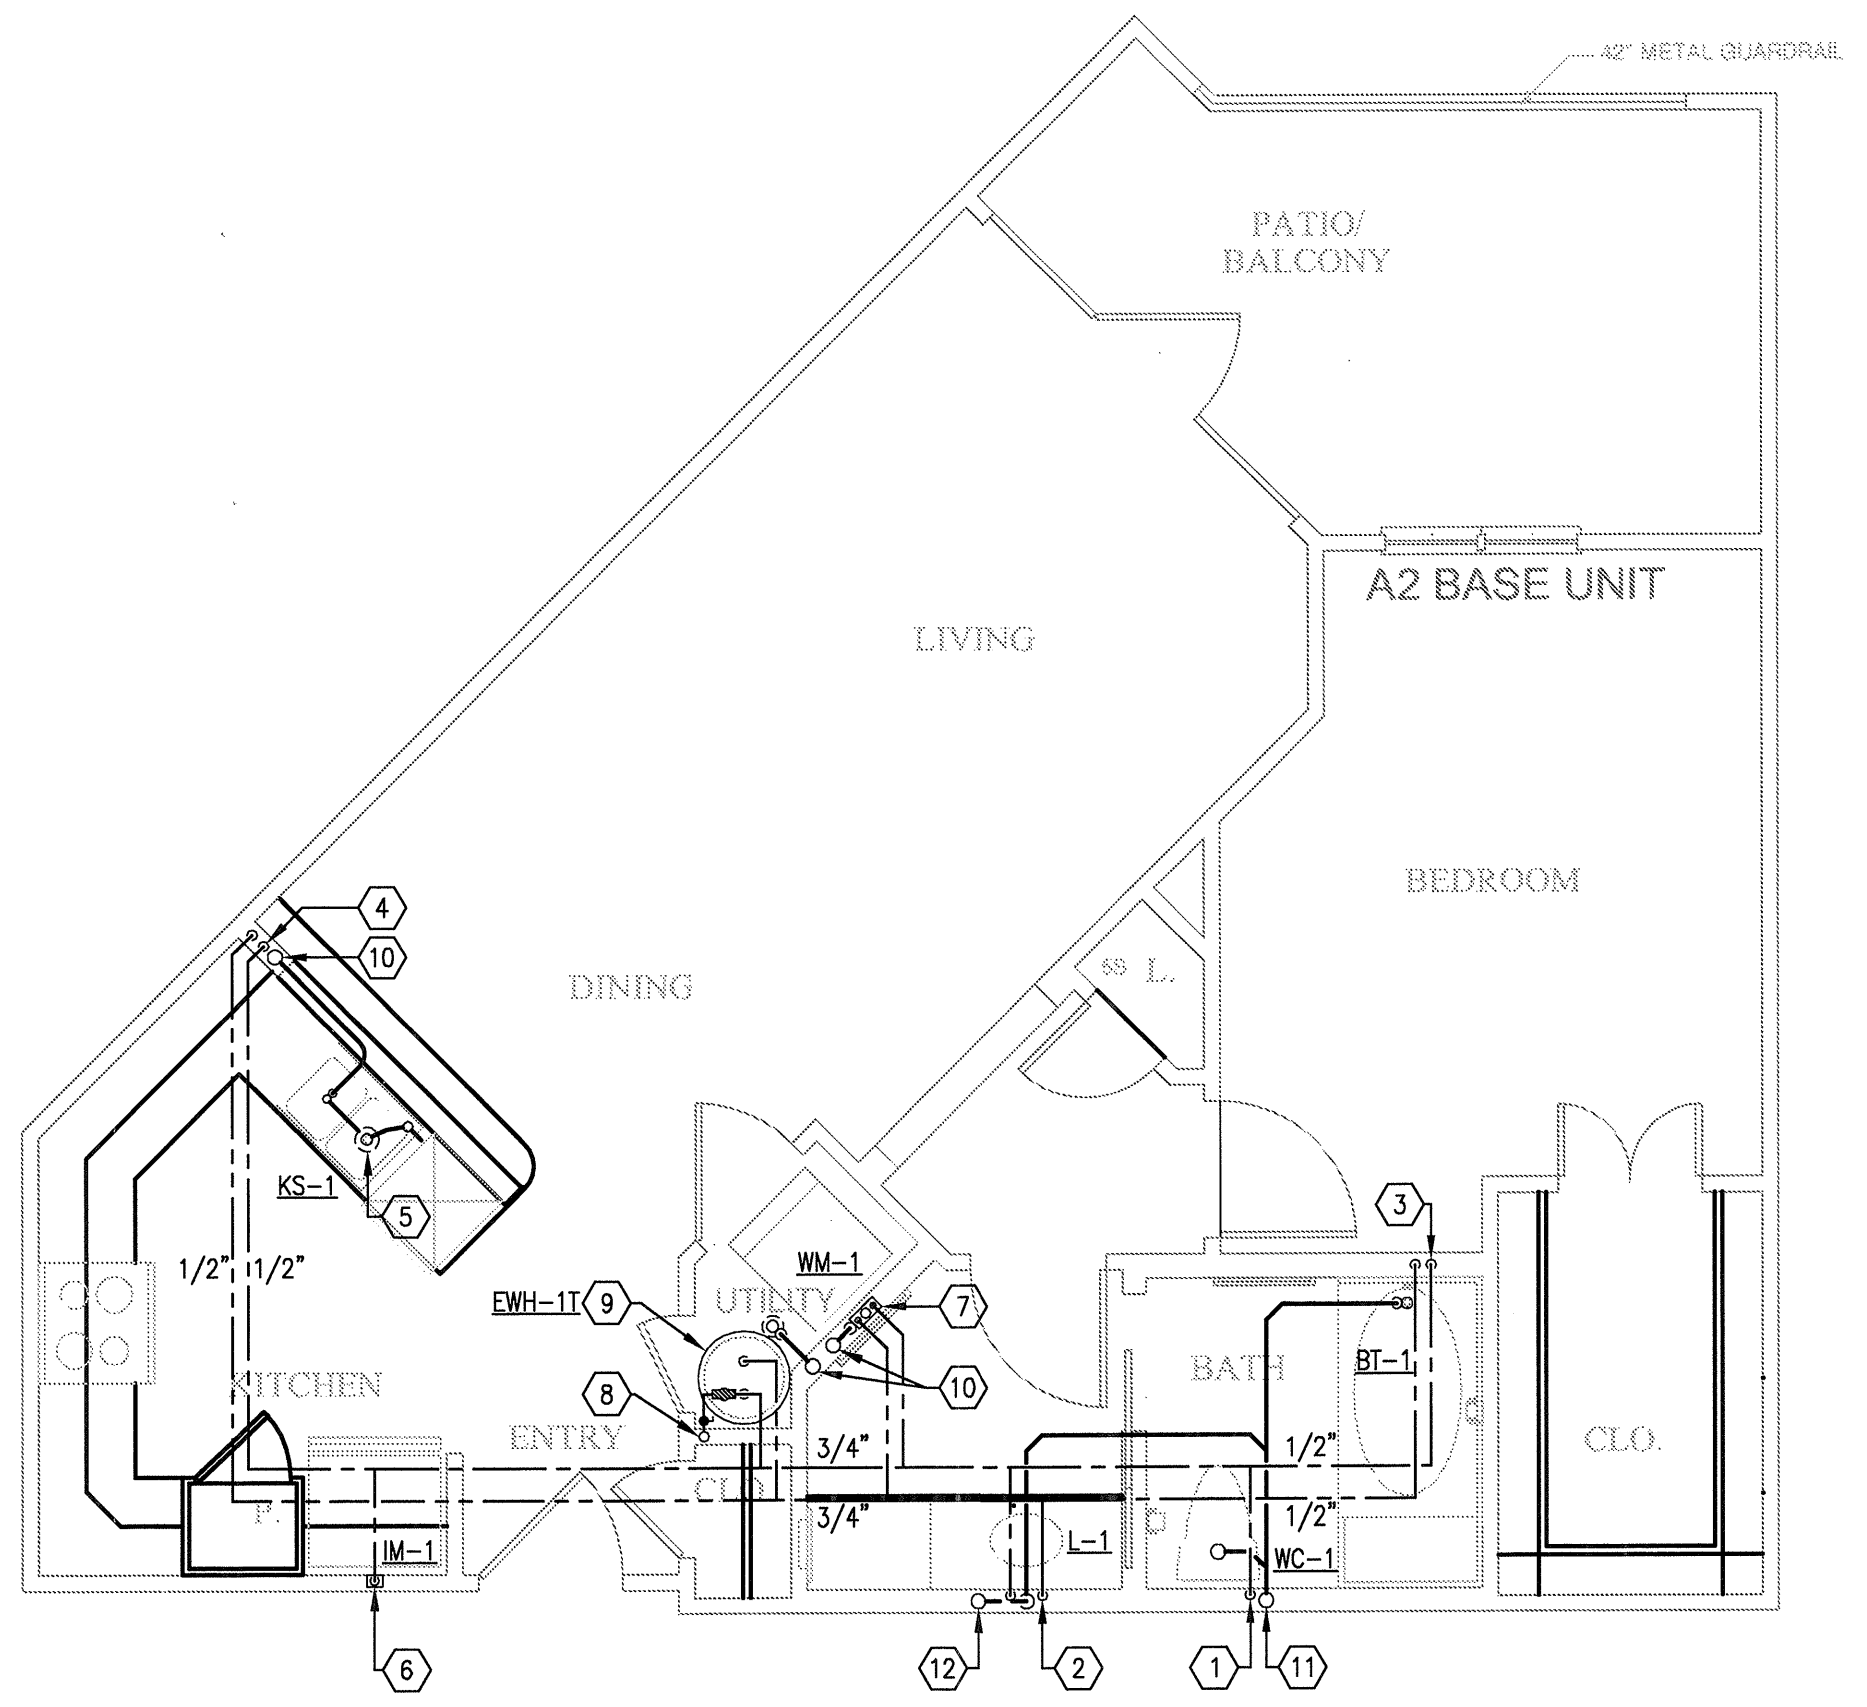 42" METAL GUARDRAIL
PATIO/
BALCONY
A2 BASE UNIT
LIVING
BEDROOM
4
10
68 L.
DINING
KS-1
5
3
1/2" 1/2"
WM-1
EWH-1T 9
UTILITY
7
BATH
BT-1
KITCHEN
8
10
ENTRY
3/4"
1/2"
CLO.
CLO
F.
3/4"
1/2"
IM-1
L-1
WC-1
6
12
2
1
11